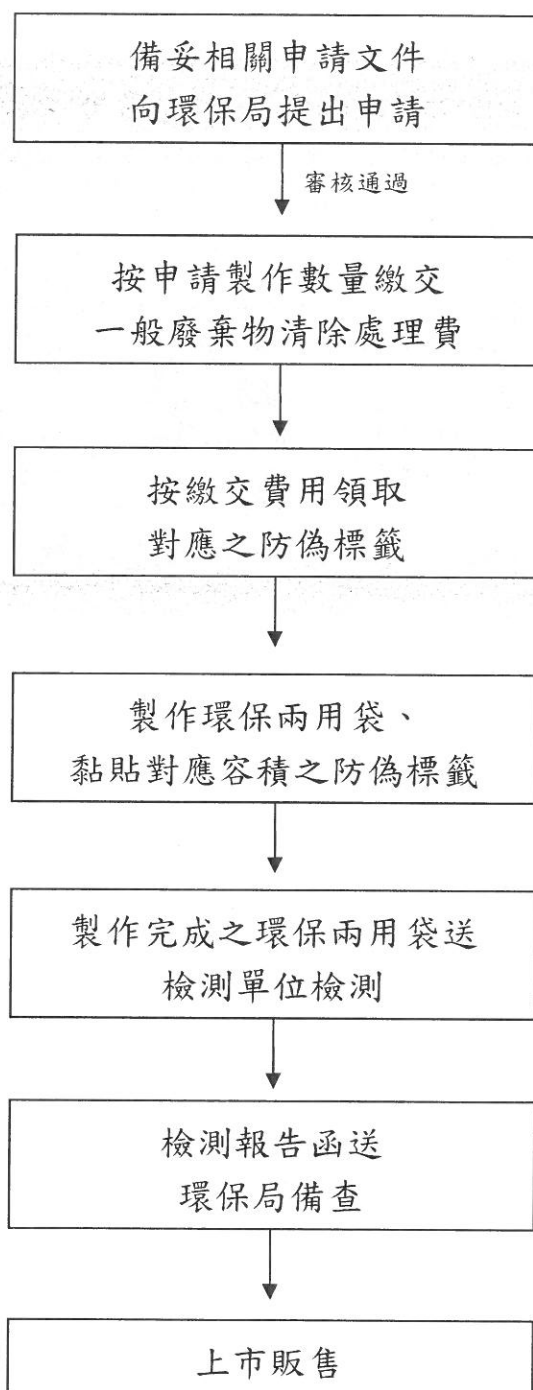 備妥相關申請文件
向環保局提出申請
審核通過
按申請製作數量繳交
一般廢棄物清除處理費
按繳交費用領取
對應之防偽標籤
製作環保兩用袋、
黏貼對應容積之防偽標籤
製作完成之環保兩用袋送
檢測單位檢測
檢測報告函送
環保局備查
上市販售